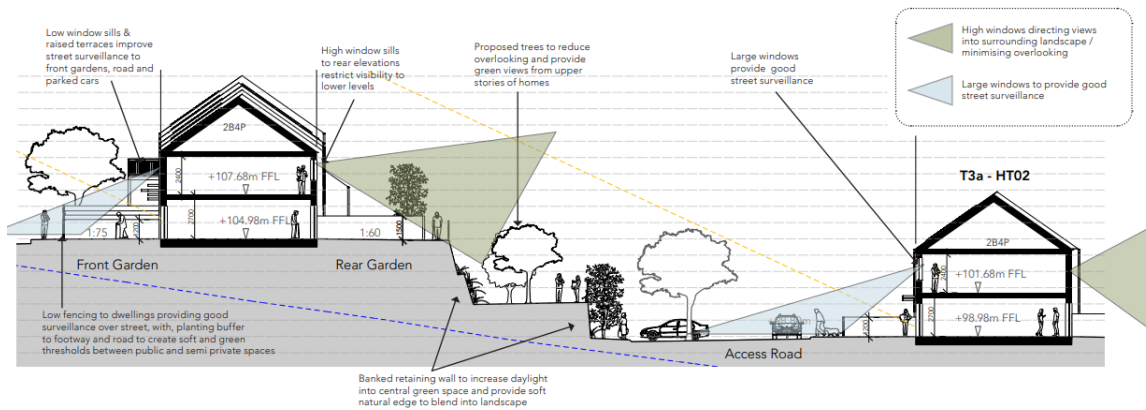 Low window sills &
raised terraces improve
street surveillance to
front gardens, road and
parked cars
High window sills
to rear elevations
restrict visibility to
lower levels
Proposed trees to reduce
overlooking and provide
green views from upper
stories of homes
Large windows
provide good
street surveillance
High windows directing views
into surrounding landscape /
minimising overlooking
Large windows to provide good
street surveillance
2B4P
2400
+107.68m FFL
2700
+104.98m FFL
1:75
1200
1:60
1500
Front Garden
Rear Garden
T3a - HT02
2B4P
2400
+101.68m FFL
2700
+98.98m FFL
Access Road
Low fencing to dwellings providing good
surveillance over street, with, planting buffer
to footway and road to create soft and green
thresholds between public and semi private spaces
Banked retaining wall to increase daylight
into central green space and provide soft
natural edge to blend into landscape